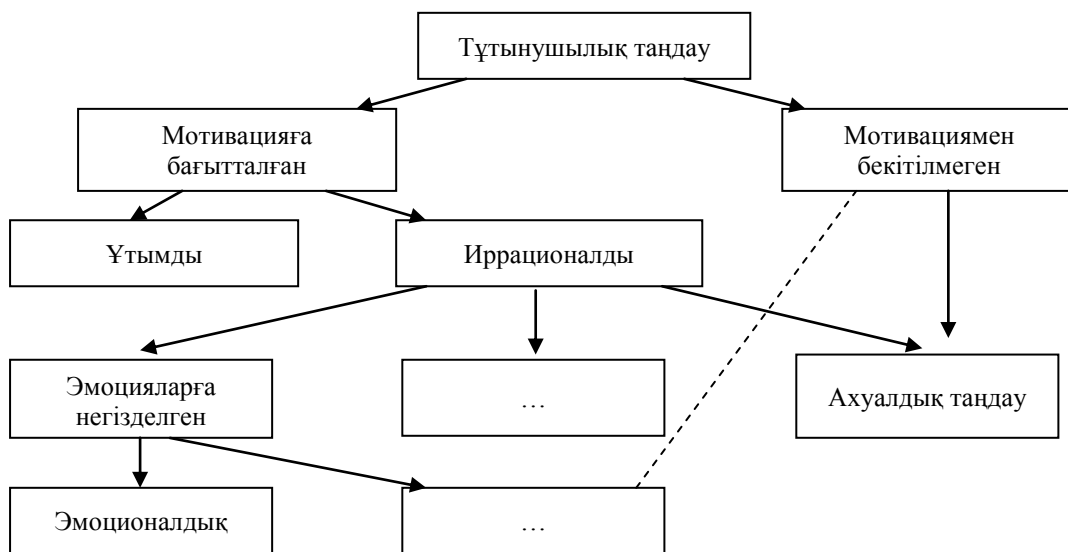 Тұтынушылық таңдау
Мотивацияға
бағытталған
Мотивациямен
бекітілмеген
Ұтымды
Иррационалды
Эмоцияларға
негізделген
…
Ахуалдық таңдау
Эмоционалдық
…